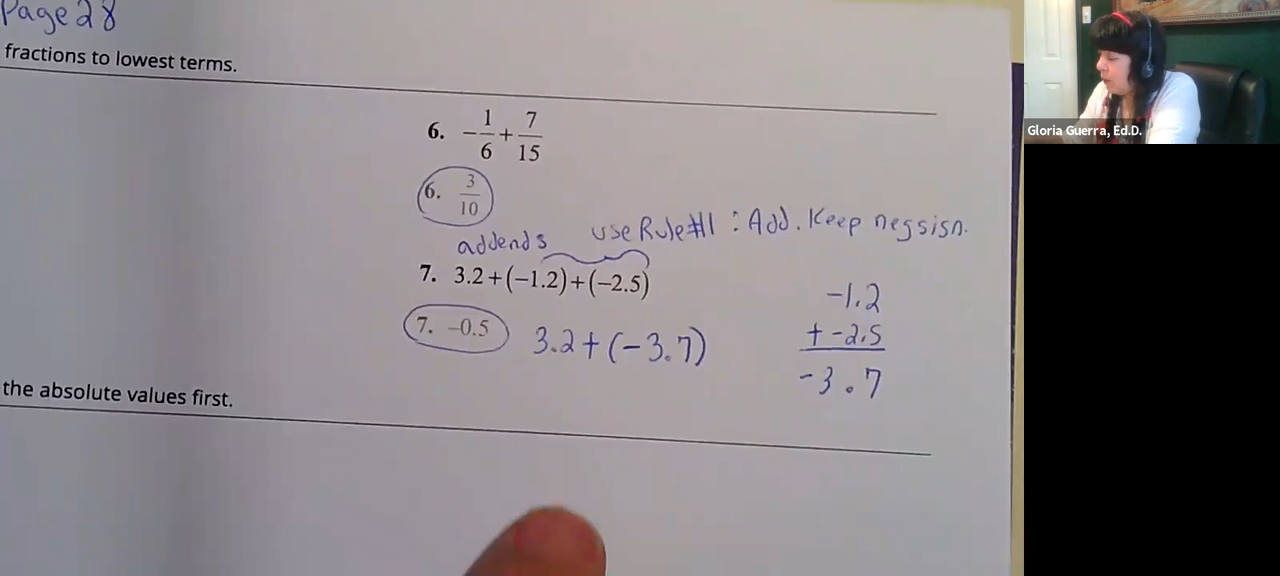 Page 28
fractions to lowest terms.
6. -1/6 + 7/15
6. 3/10
addends use Rule #1 : Add. Keep neg sign.
7. 3.2+(−1.2)+(−2.5)
7. −0.5
3.2+(−3.7)
-1.2
+ -2.5
-3.7
the absolute values first.
Gloria Guerra, Ed.D.